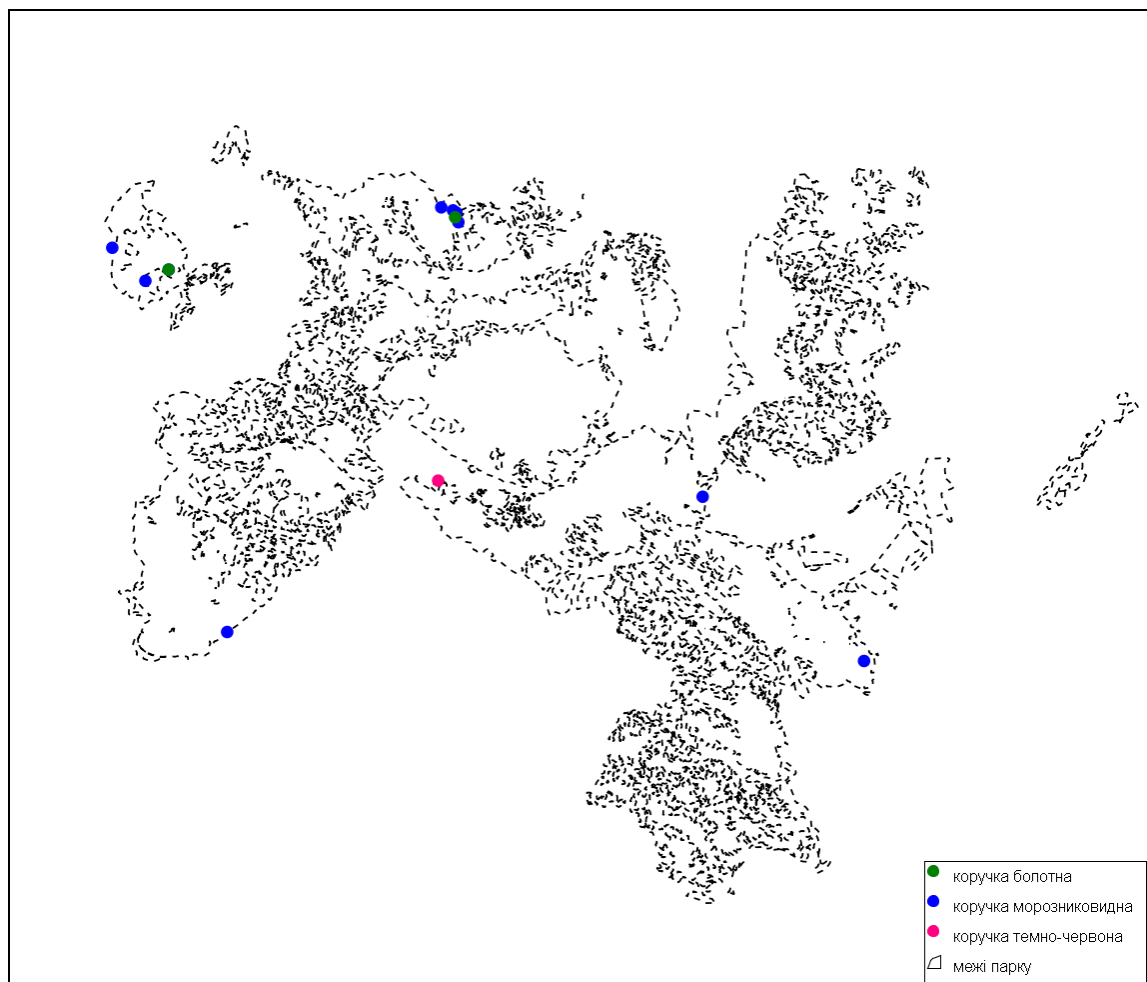 коручка болотна
коручка морозниковидна
коручка темно-червона
межі парку